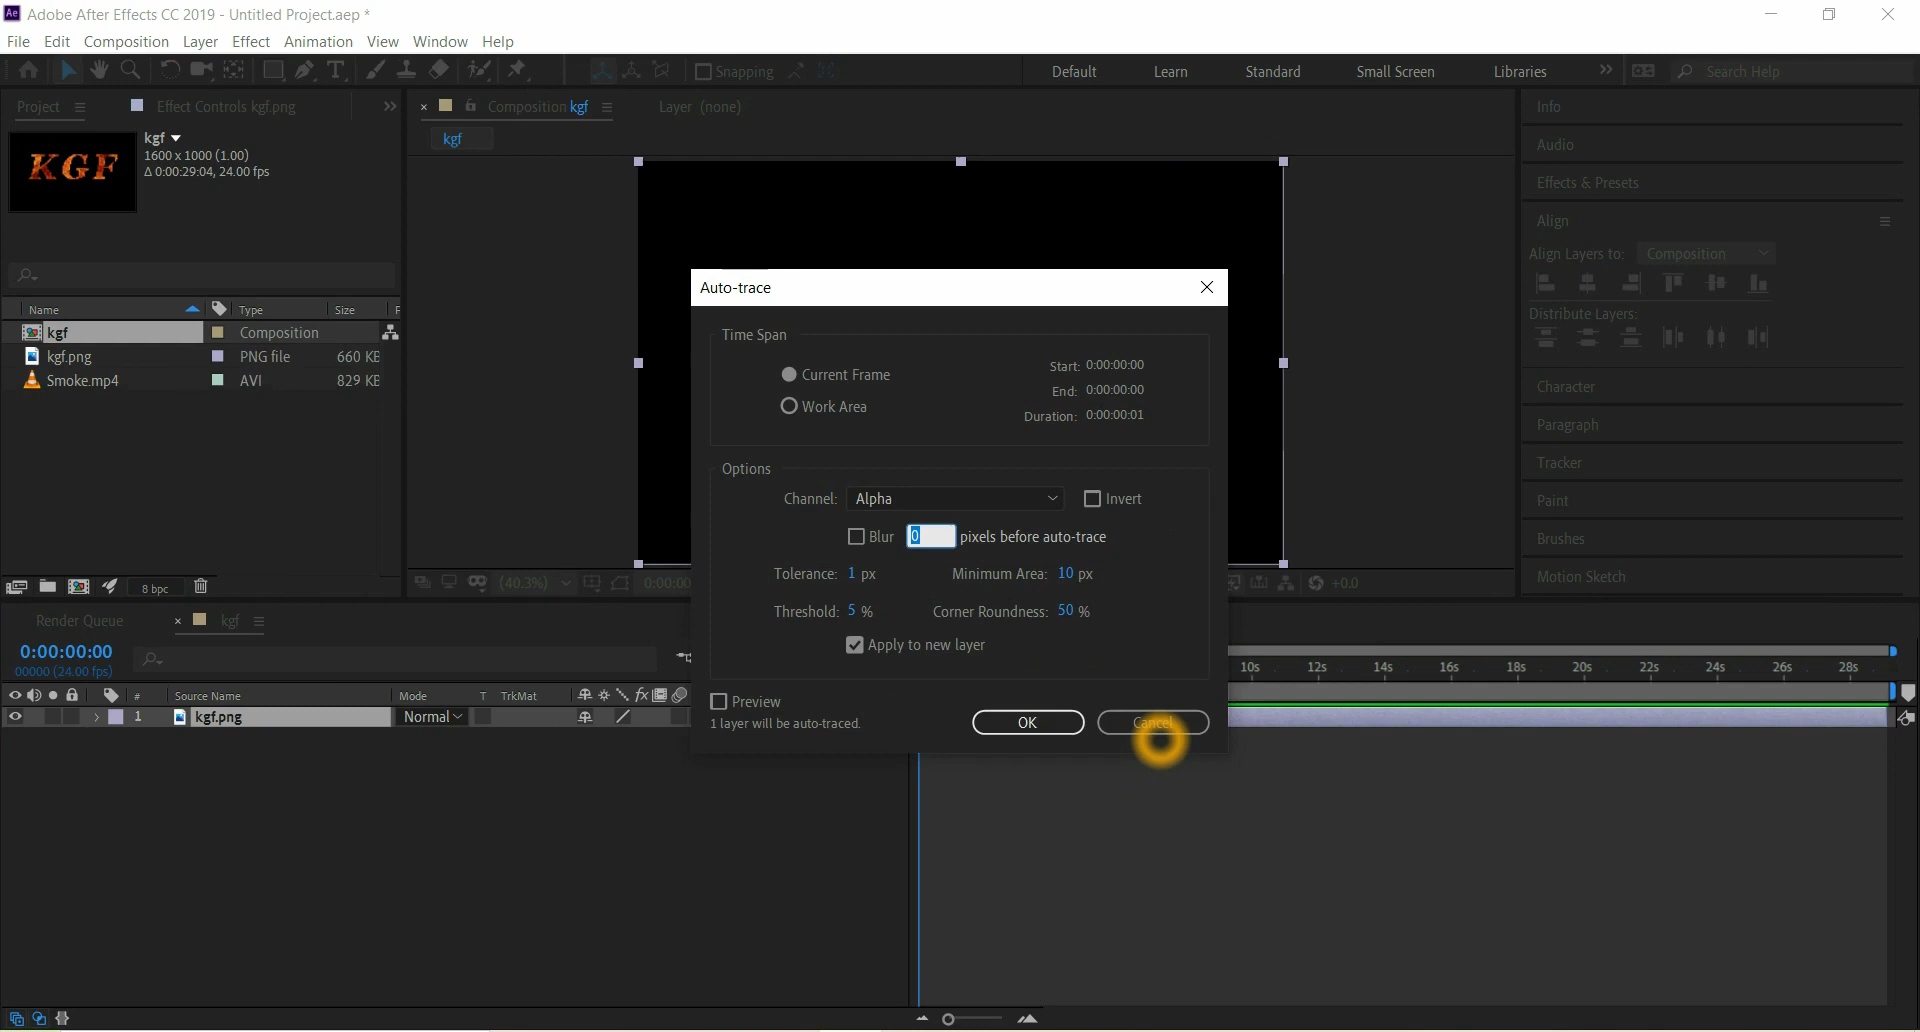 Ae Adobe After Effects CC 2019 - Untitled Project.aep *
File Edit Composition Layer Effect Animation View Window Help
Snapping Default Learn Standard Small Screen Libraries Search Help
Project Effect Controls kgf.png
Composition kgf Layer (none)
kgf
KGF
kgf
1600 x 1000 (1.00)
Δ 0:00:29:04, 24.00 fps
Name Type Size F
kgf Composition
kgf.png PNG file 660 KB
Smoke.mp4 AVI 829 KB
8 bpc
(40.3%) 0:00:00
+0.0
Info
Audio
Effects & Presets
Align
Align Layers to: Composition
Distribute Layers:
Character
Paragraph
Tracker
Paint
Brushes
Motion Sketch
Auto-trace
Time Span
Current Frame
Work Area
Start: 0:00:00:00
End: 0:00:00:00
Duration: 0:00:00:01
Options
Channel: Alpha Invert
Blur 0 pixels before auto-trace
Tolerance: 1 px Minimum Area: 10 px
Threshold: 5 % Corner Roundness: 50 %
Apply to new layer
Preview
1 layer will be auto-traced.
OK Cancel
Render Queue kgf
0:00:00:00
00000 (24.00 fps)
10s 12s 14s 16s 18s 20s 22s 24s 26s 28s
# Source Name Mode T TrkMat fx
1 kgf.png Normal